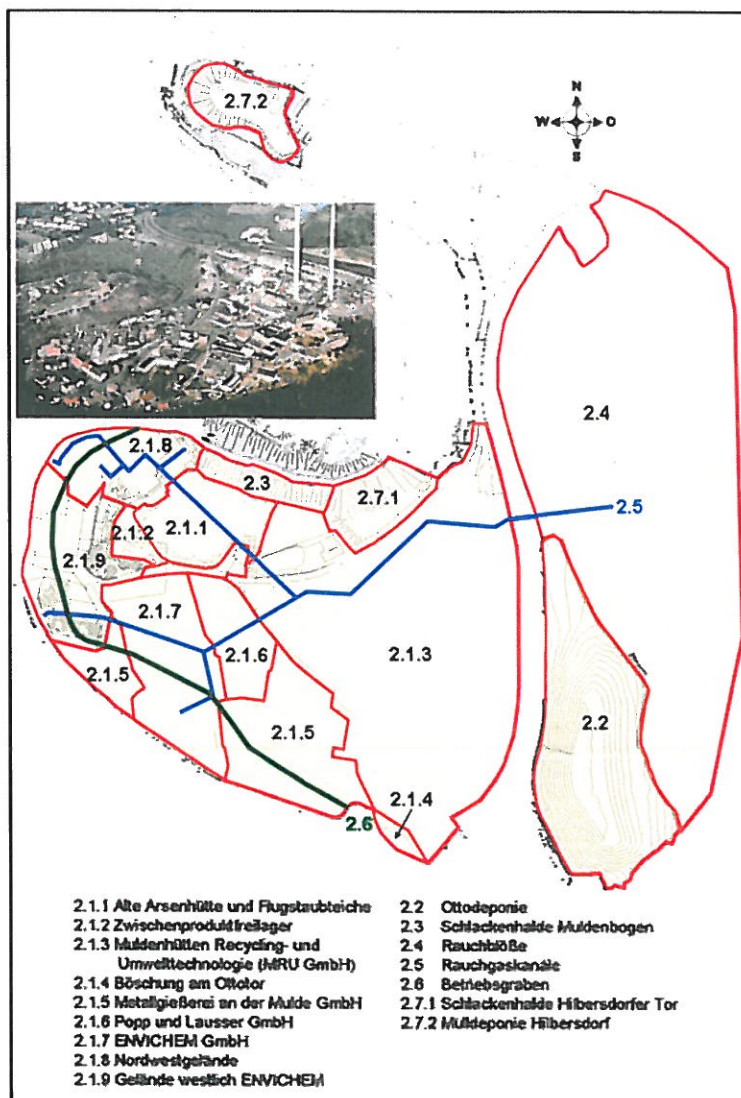 2.7.2
N
W O
S
2.4
2.1.8
2.3
2.7.1
2.5
2.1.2
2.1.1
2.1.9
2.1.7
2.1.6
2.1.3
2.1.5
2.1.5
2.2
2.1.4
2.6
2.1.1 Alte Arsenhütte und Flugstaubteiche
2.1.2 Zwischenproduktfreilager
2.1.3 Muldenhütten Recycling- und
Umwelttechnologie (MRU GmbH)
2.1.4 Böschung am Ottotor
2.1.5 Metallgießerei an der Mulde GmbH
2.1.6 Popp und Lausser GmbH
2.1.7 ENVICHEM GmbH
2.1.8 Nordwestgelände
2.1.9 Gelände westlich ENVICHEM
2.2 Ottodeponie
2.3 Schlackenhalde Muldenbogen
2.4 Rauchblöße
2.5 Rauchgaskanäle
2.6 Betriebsgraben
2.7.1 Schlackenhalde Hilbersdorfer Tor
2.7.2 Mülldeponie Hilbersdorf